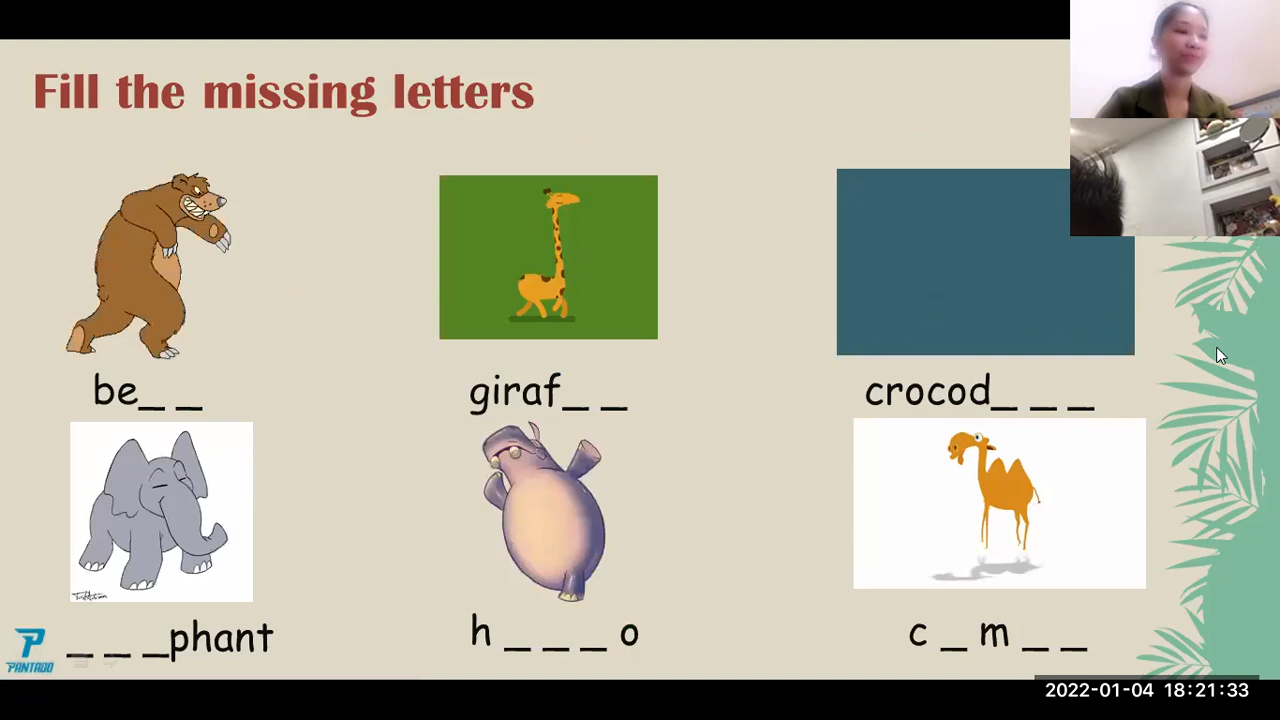 Fill the missing letters
be_ _
giraf_ _
crocod_ _ _
_ _ _phant
h _ _ _ o
c _ m _ _
PANTADO
2022-01-04 18:21:33